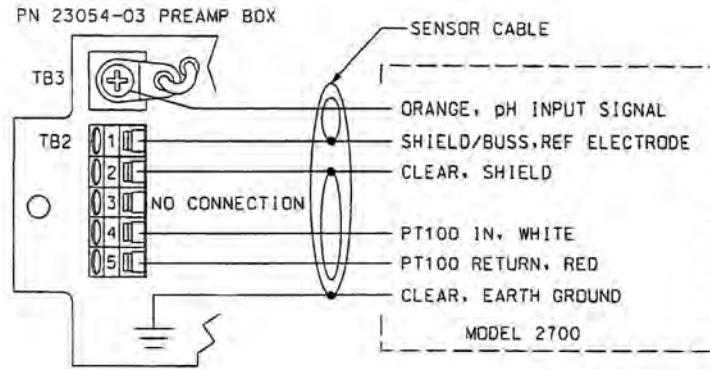 PN 23054-03 PREAMP BOX
SENSOR CABLE
TB3
ORANGE, pH INPUT SIGNAL
TB2
1
SHIELD/BUSS,REF ELECTRODE
2
CLEAR, SHIELD
3
NO CONNECTION
4
PT100 IN, WHITE
5
PT100 RETURN, RED
CLEAR, EARTH GROUND
MODEL 2700